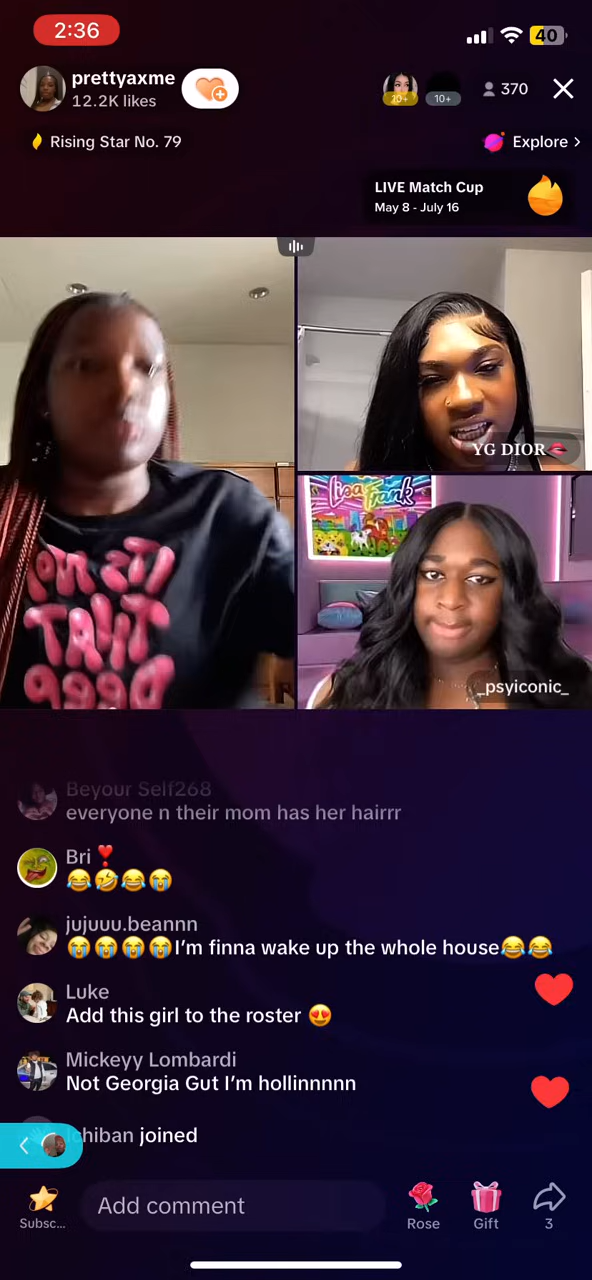 2:36
40
prettyaxme
12.2K likes
20+
10+
370
Rising Star No. 79
Explore >
LIVE Match Cup
May 8 - July 16
YG DIOR🫦
Lisa Frank
ITS NOT
THAT
DEEP
_psyiconic_
Beyour Self268
everyone n their mom has her hairrr
Bri ❣️
😂🤣😂😭
jujuuu.beannn
😭😭😭😭I'm finna wake up the whole house😂😂
Luke
Add this girl to the roster 😍
Mickeyy Lombardi
Not Georgia Gut I'm hollinnnnn
chiban joined
Subsc...
Add comment
Rose
Gift
3